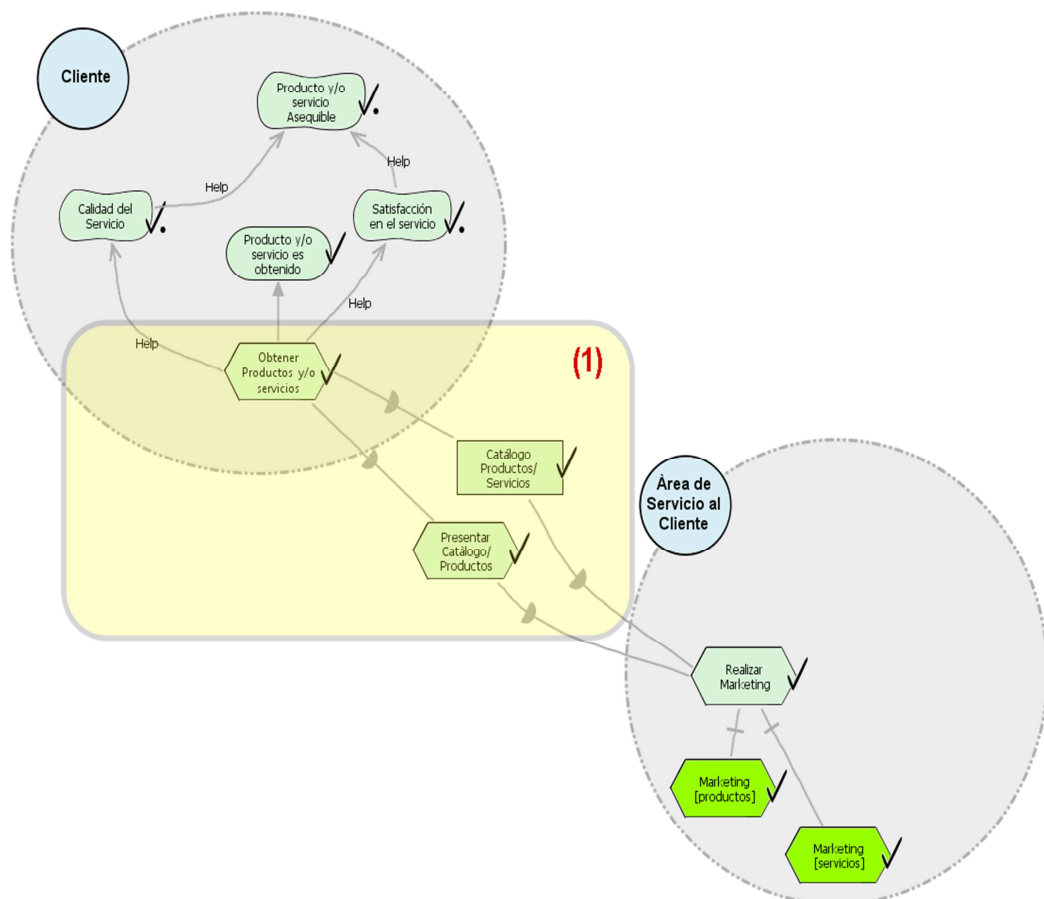 Cliente
Producto y/o
servicio
Asequible
Help
Help
Calidad del
Servicio
Satisfacción
en el servicio
Producto y/o
servicio es
obtenido
Help
Help
Obtener
Productos y/o
servicios
(1)
Catálogo
Productos/
Servicios
Àrea de
Servicio al
Cliente
Presentar
Catálogo/
Productos
Realizar
Marketing
Marketing
[productos]
Marketing
[servicios]